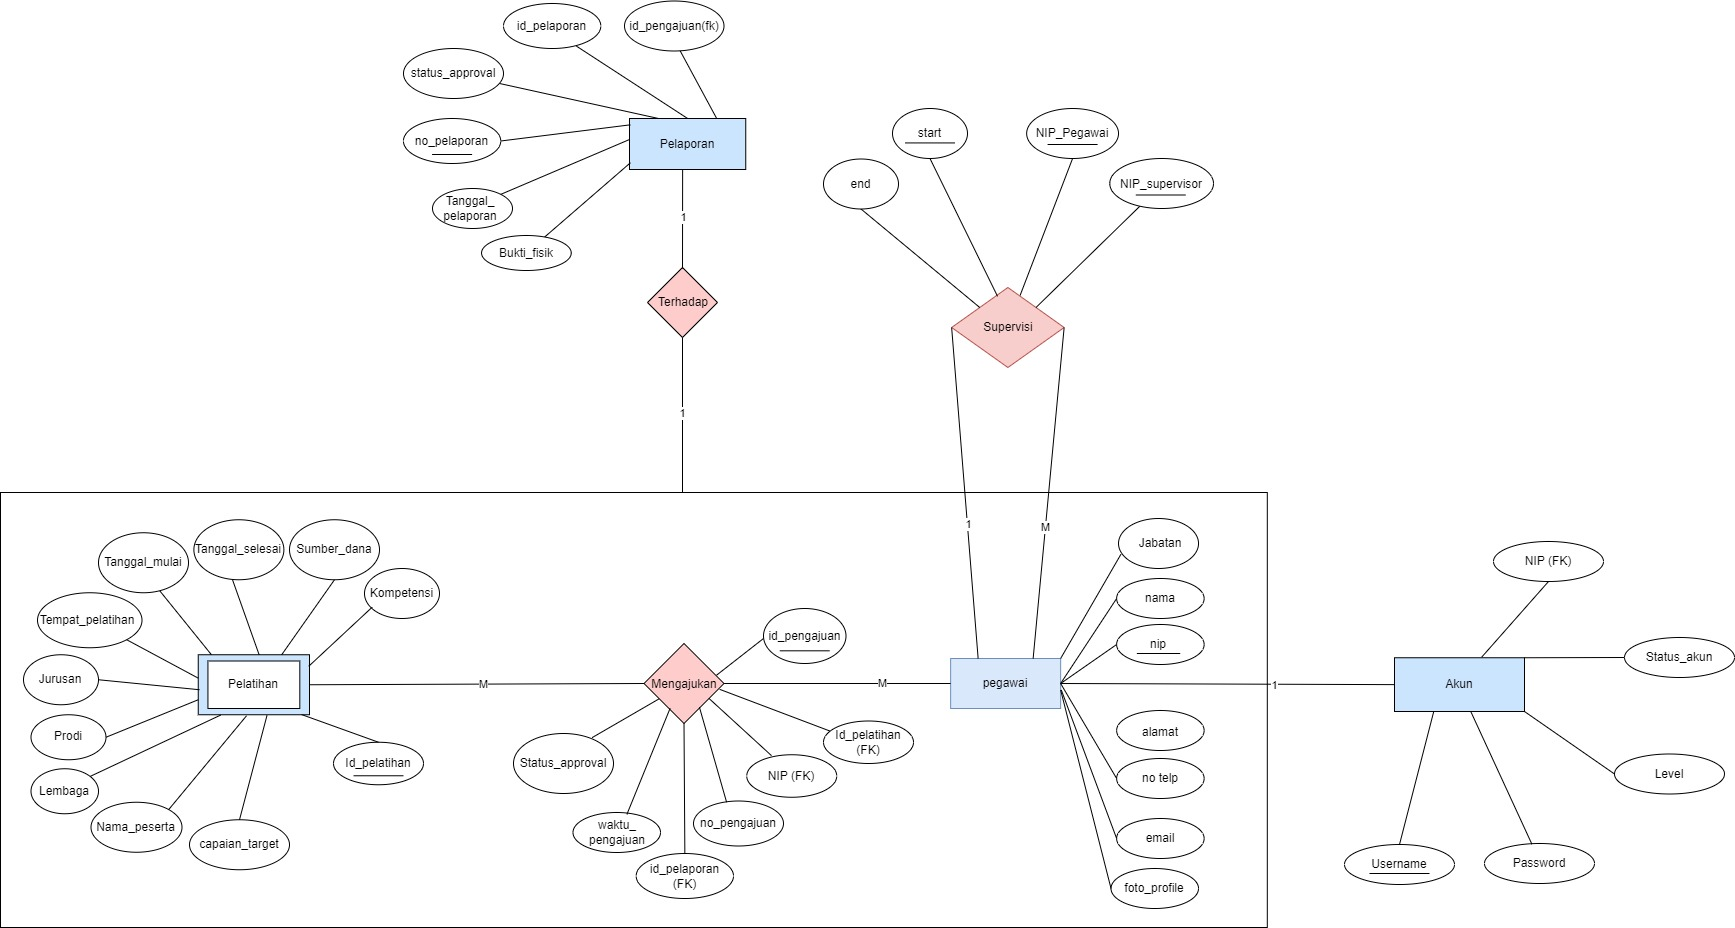 id_pelaporan
id_pengajuan(fk)
status_approval
no_pelaporan
Pelaporan
Tanggal_
pelaporan
Bukti_fisik
1
Terhadap
1
start
NIP_Pegawai
end
NIP_supervisor
Supervisi
1
M
Tanggal_mulai
Tanggal_selesai
Sumber_dana
Kompetensi
Tempat_pelatihan
Jurusan
Pelatihan
Prodi
Lembaga
Nama_peserta
capaian_target
Id_pelatihan
M
Mengajukan
M
id_pengajuan
Id_pelatihan
(FK)
NIP (FK)
no_pengajuan
id_pelaporan
(FK)
waktu_
pengajuan
Status_approval
pegawai
Jabatan
nama
nip
alamat
no telp
email
foto_profile
1
Akun
NIP (FK)
Status_akun
Level
Username
Password